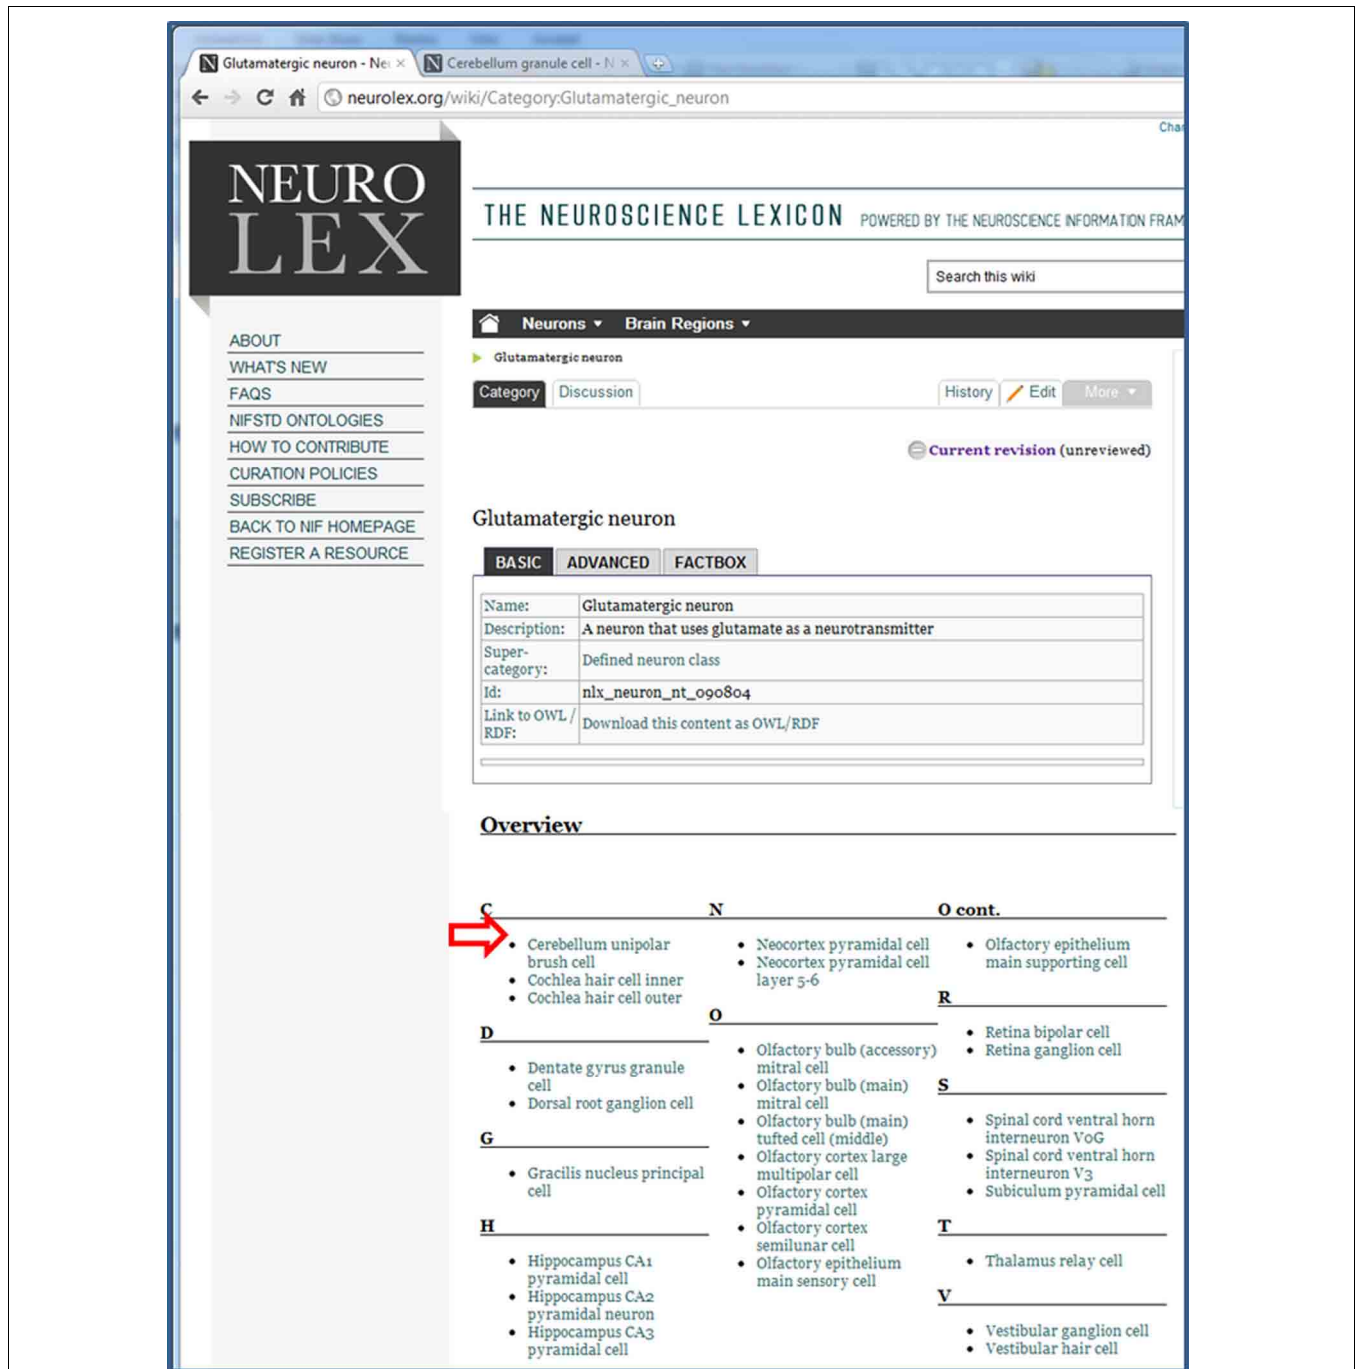 Glutamatergic neuron - Ne
Cerebellum granule cell - N
neurolex.org/wiki/Category:Glutamatergic_neuron
NEURO
LEX
THE NEUROSCIENCE LEXICON POWERED BY THE NEUROSCIENCE INFORMATION FRAM
Search this wiki
ABOUT
WHAT'S NEW
FAQS
NIFSTD ONTOLOGIES
HOW TO CONTRIBUTE
CURATION POLICIES
SUBSCRIBE
BACK TO NIF HOMEPAGE
REGISTER A RESOURCE
Neurons Brain Regions
Glutamatergic neuron
Category Discussion History Edit More
Current revision (unreviewed)
Glutamatergic neuron
BASIC ADVANCED FACTBOX
Name: Glutamatergic neuron
Description: A neuron that uses glutamate as a neurotransmitter
Super-
category: Defined neuron class
Id: nlx_neuron_nt_090804
Link to OWL /
RDF: Download this content as OWL/RDF
Overview
C
• Cerebellum unipolar
brush cell
• Cochlea hair cell inner
• Cochlea hair cell outer
D
• Dentate gyrus granule
cell
• Dorsal root ganglion cell
G
• Gracilis nucleus principal
cell
H
• Hippocampus CA1
pyramidal cell
• Hippocampus CA2
pyramidal neuron
• Hippocampus CA3
pyramidal cell
N
• Neocortex pyramidal cell
• Neocortex pyramidal cell
layer 5-6
O
• Olfactory bulb (accessory)
mitral cell
• Olfactory bulb (main)
mitral cell
• Olfactory bulb (main)
tufted cell (middle)
• Olfactory cortex large
multipolar cell
• Olfactory cortex
pyramidal cell
• Olfactory cortex
semilunar cell
• Olfactory epithelium
main sensory cell
O cont.
• Olfactory epithelium
main supporting cell
R
• Retina bipolar cell
• Retina ganglion cell
S
• Spinal cord ventral horn
interneuron V0G
• Spinal cord ventral horn
interneuron V3
• Subiculum pyramidal cell
T
• Thalamus relay cell
V
• Vestibular ganglion cell
• Vestibular hair cell